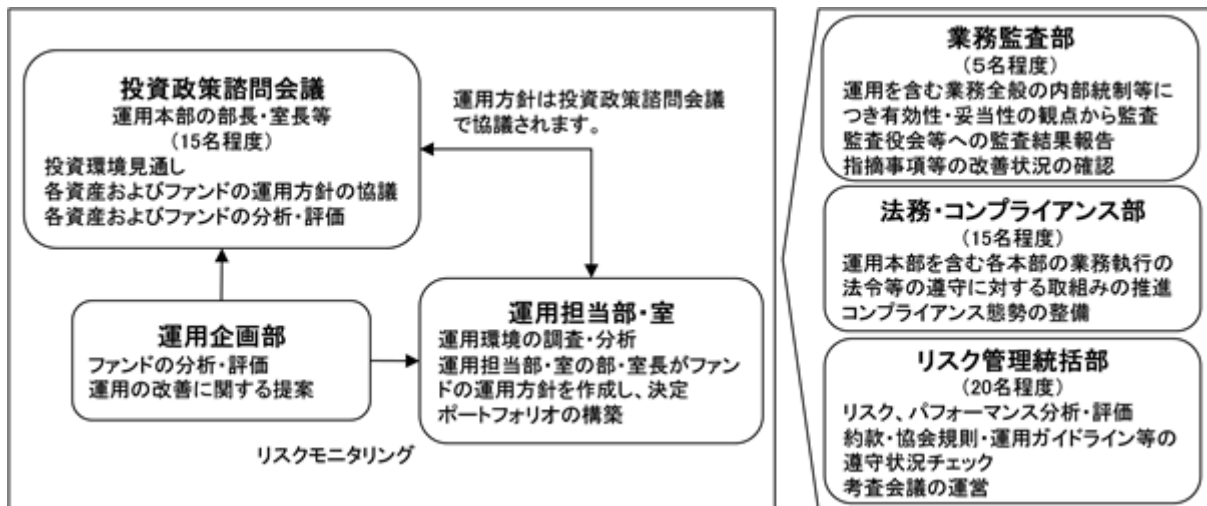 投資政策諮問会議
運用本部の部長・室長等
(15名程度)
投資環境見通し
各資産およびファンドの運用方針の協議
各資産およびファンドの分析・評価
運用方針は投資政策諮問会議
で協議されます。
運用企画部
ファンドの分析・評価
運用の改善に関する提案
運用担当部・室
運用環境の調査・分析
運用担当部・室の部・室長がファン
ドの運用方針を作成し、決定
ポートフォリオの構築
リスクモニタリング
業務監査部
(5名程度)
運用を含む業務全般の内部統制等に
つき有効性・妥当性の観点から監査
監査役会等への監査結果報告
指摘事項等の改善状況の確認
法務・コンプライアンス部
(15名程度)
運用本部を含む各本部の業務執行の
法令等の遵守に対する取組みの推進
コンプライアンス態勢の整備
リスク管理統括部
(20名程度)
リスク、パフォーマンス分析・評価
約款・協会規則・運用ガイドライン等の
遵守状況チェック
考査会議の運営